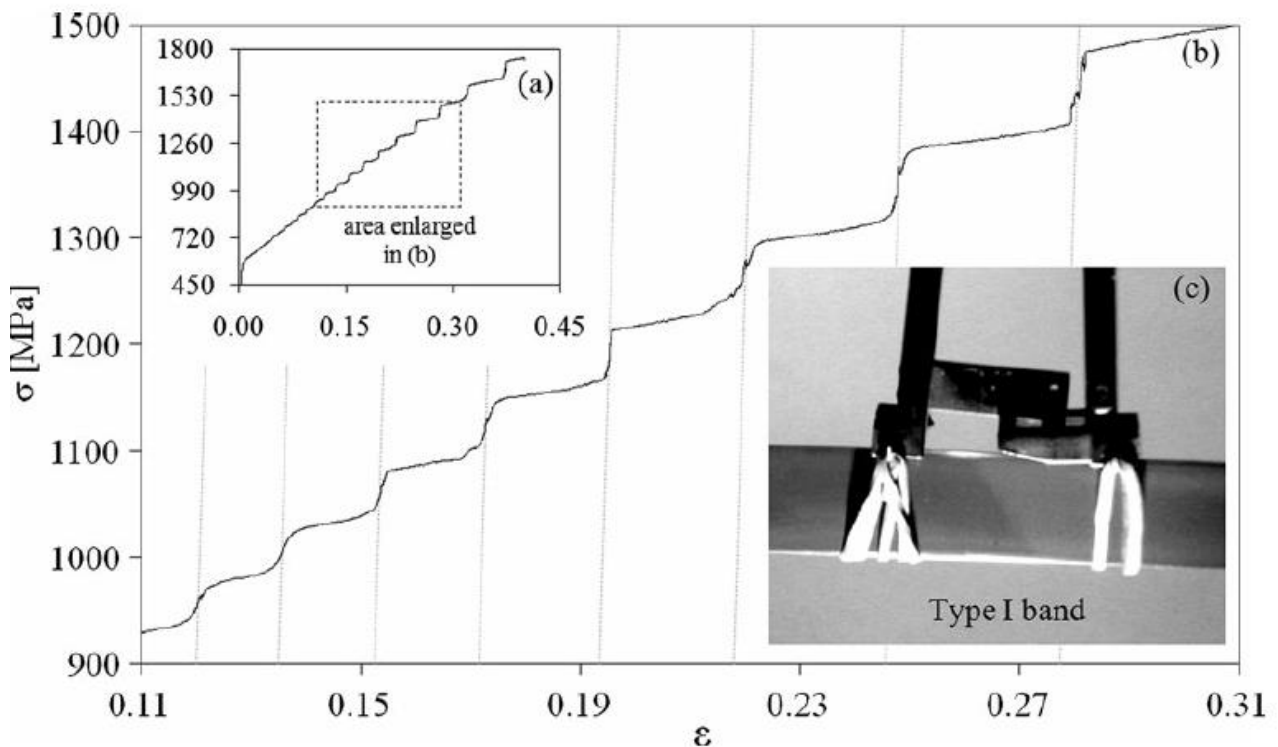 1500
1400
1300
1200
1100
1000
900
σ [MPa]
0.11
0.15
0.19
0.23
0.27
0.31
ε
(b)
1800
1530
1260
990
720
450
0.00
0.15
0.30
0.45
(a)
area enlarged
in (b)
(c)
Type I band